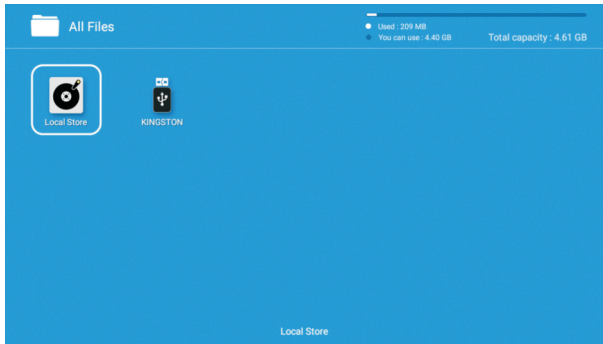 All Files
Used : 209 MB
You can use : 4.40 GB
Total capacity : 4.61 GB
Local Store
KINGSTON
Local Store